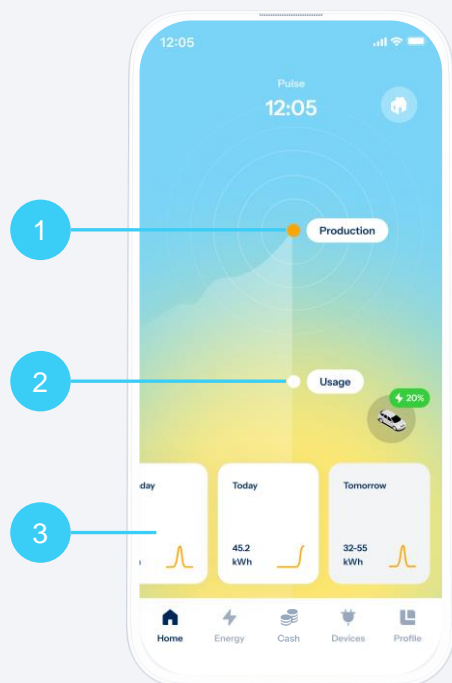 12:05
Pulse
12:05
1
Production
2
Usage
20%
day
Today
Tomorrow
3
45.2
kWh
32-55
kWh
Home
Energy
Cash
Devices
Profile